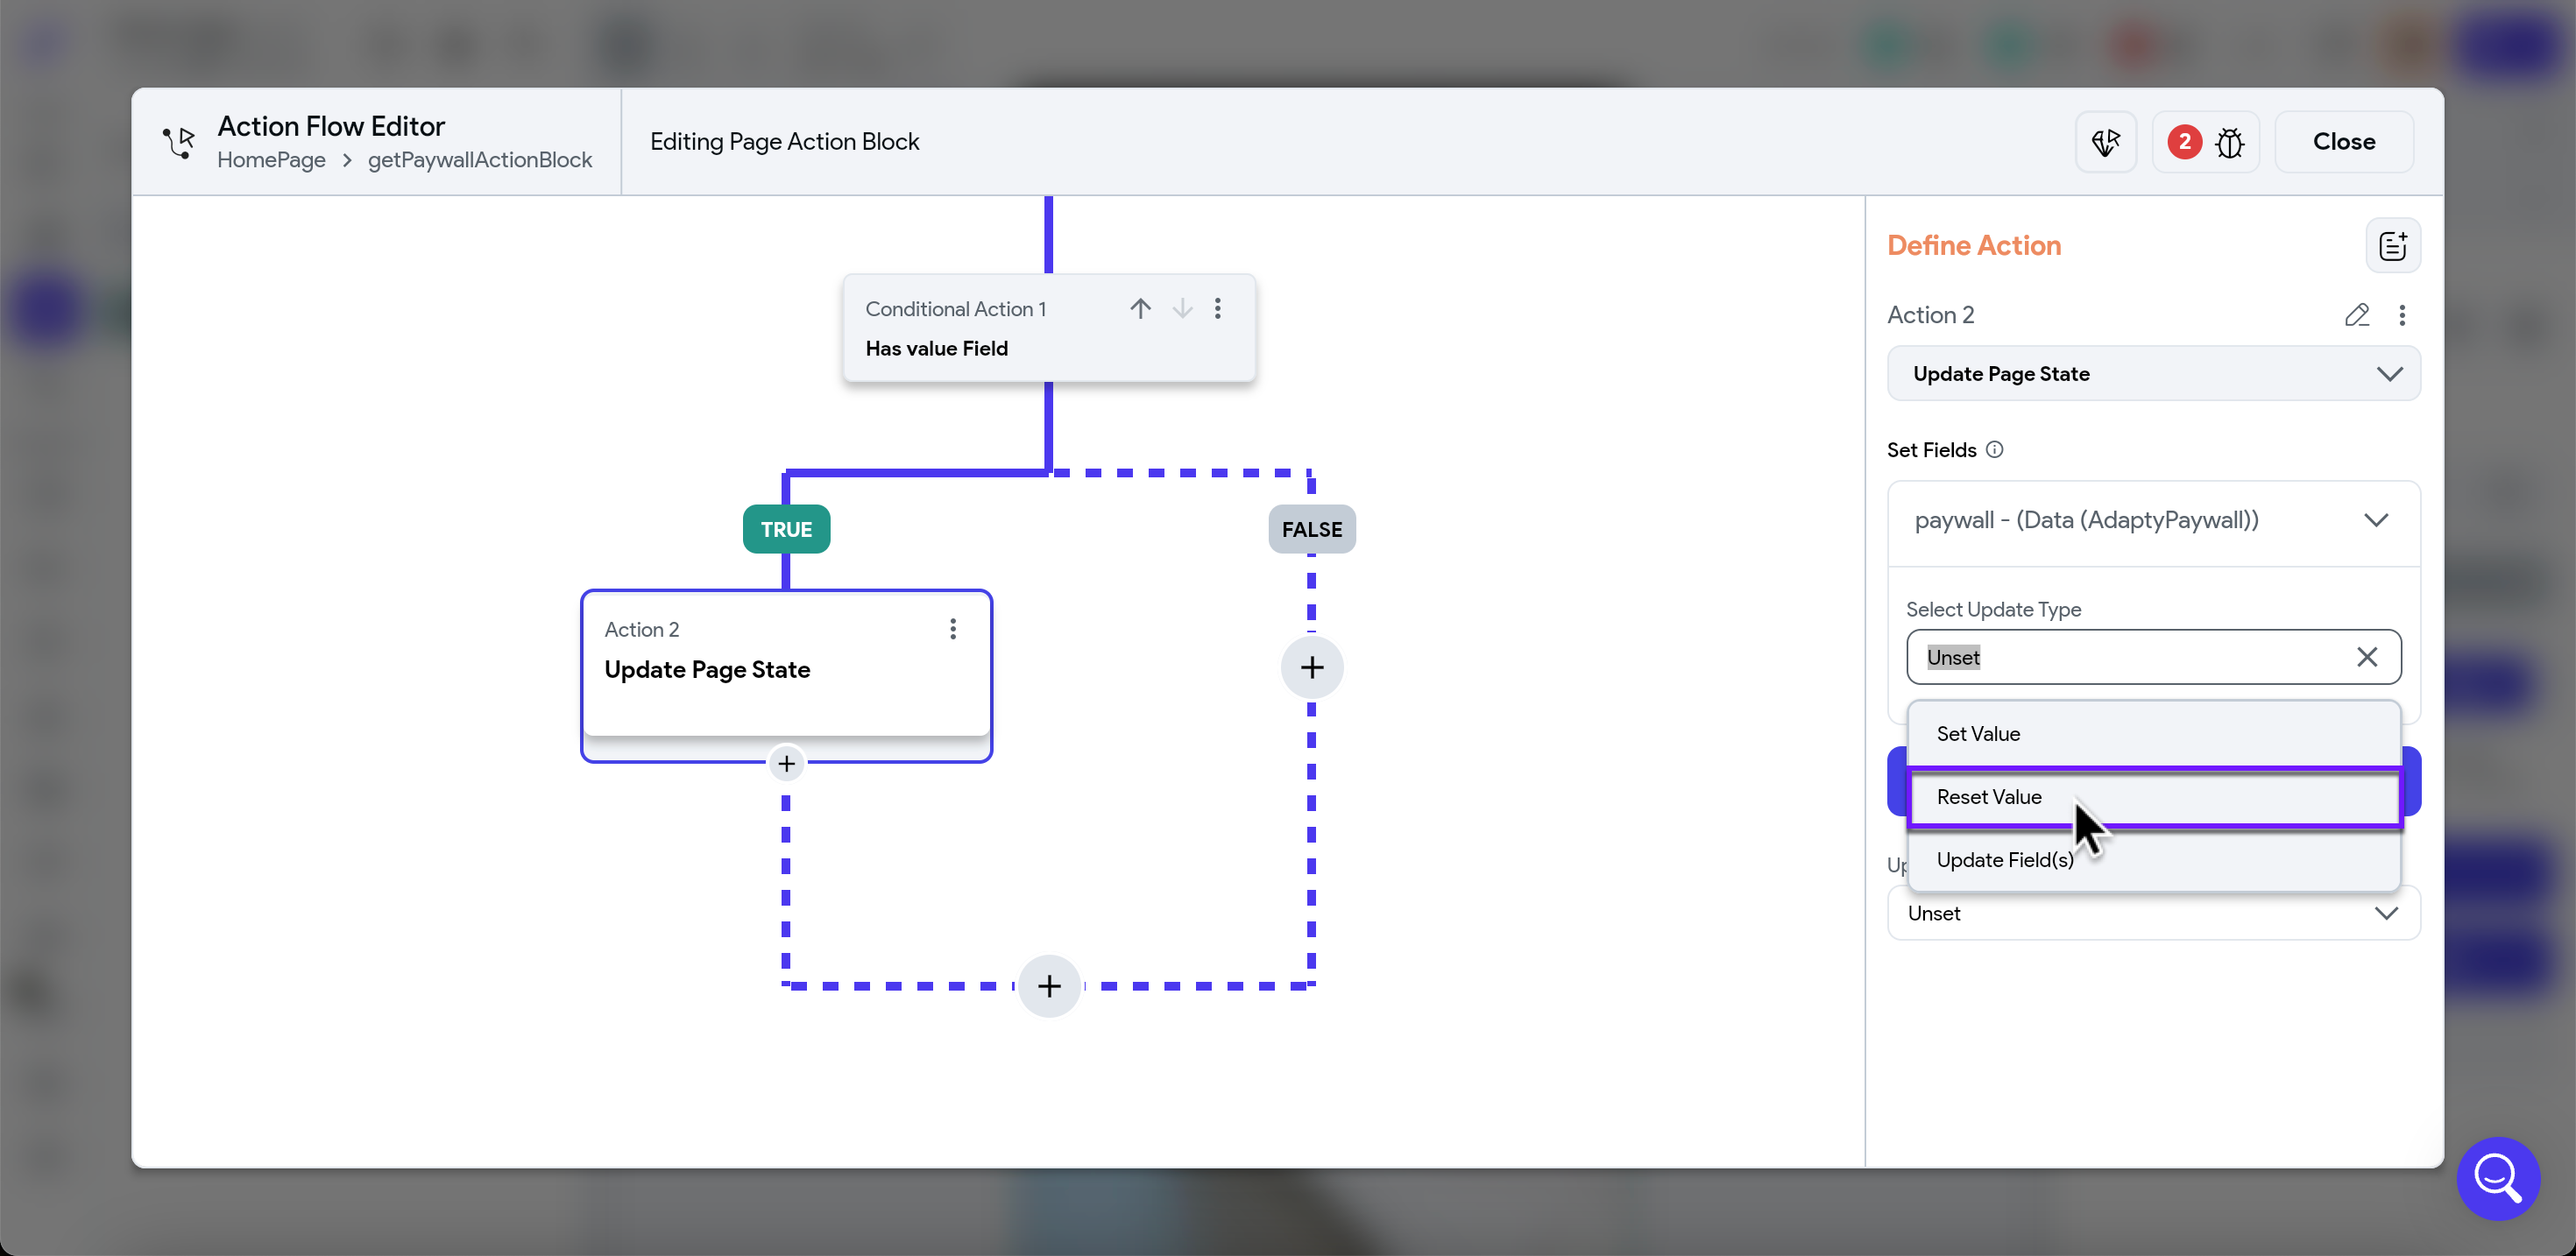 Action Flow Editor
HomePage > getPaywallActionBlock
Editing Page Action Block
2
Close
Conditional Action 1
Has value Field
TRUE
FALSE
Action 2
Update Page State
Define Action
Action 2
Update Page State
Set Fields
paywall - (Data (AdaptyPaywall))
Select Update Type
Unset
Set Value
Reset Value
Update Field(s)
Unset